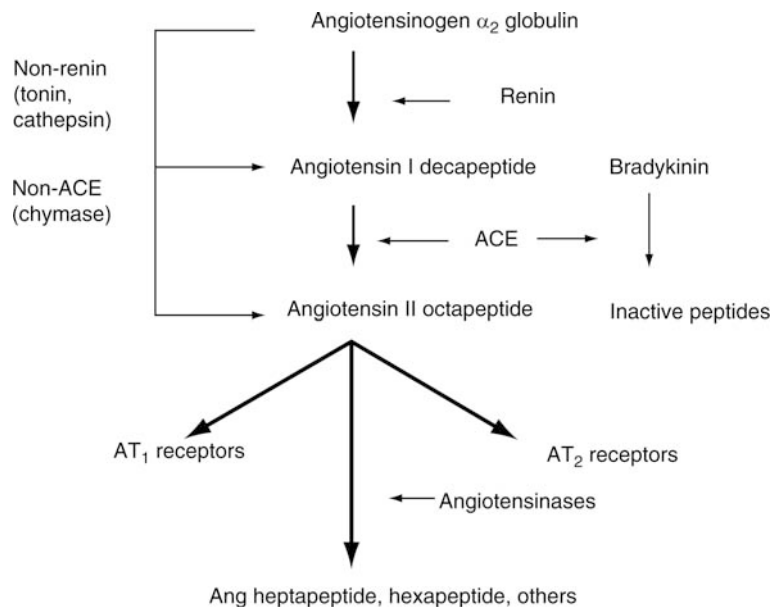 Angiotensinogen α₂ globulin
Non-renin
(tonin,
cathepsin)
Renin
Angiotensin I decapeptide
Bradykinin
Non-ACE
(chymase)
ACE
Angiotensin II octapeptide
Inactive peptides
AT₁ receptors
AT₂ receptors
Angiotensinases
Ang heptapeptide, hexapeptide, others